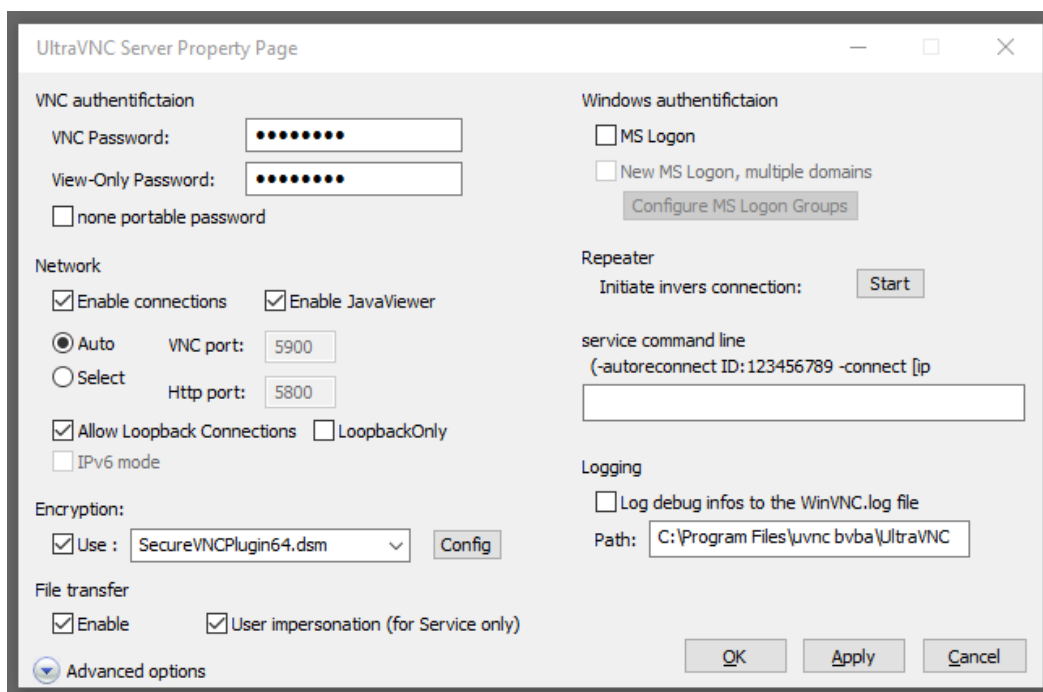 UltraVNC Server Property Page
VNC authentifictaion
VNC Password:
••••••••
View-Only Password:
••••••••
none portable password
Network
Enable connections
Enable JavaViewer
Auto
VNC port:
5900
Select
Http port:
5800
Allow Loopback Connections
LoopbackOnly
IPv6 mode
Encryption:
Use :
SecureVNCPlugin64.dsm
Config
File transfer
Enable
User impersonation (for Service only)
Advanced options
Windows authentifictaion
MS Logon
New MS Logon, multiple domains
Configure MS Logon Groups
Repeater
Initiate invers connection:
Start
service command line
(-autoreconnect ID:123456789 -connect [ip
Logging
Log debug infos to the WinVNC.log file
Path:
C:\Program Files\uvnc bvba\UltraVNC
OK
Apply
Cancel